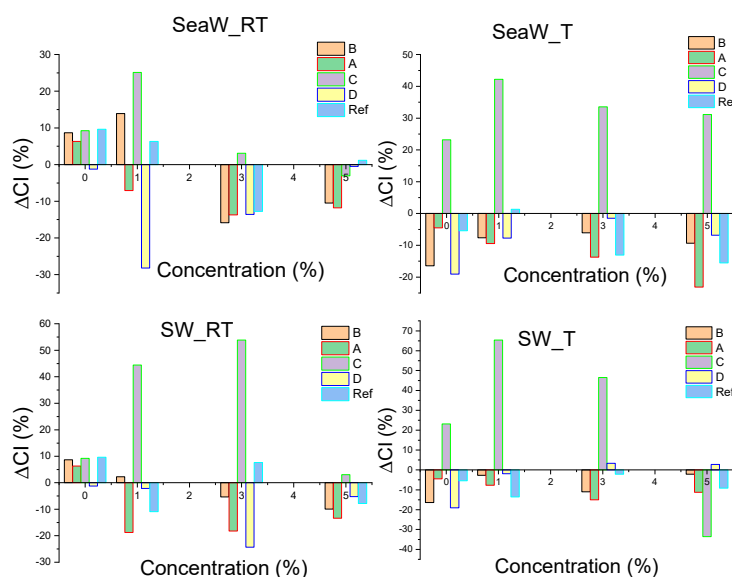 SeaW_RT
B
A
C
D
Ref
ΔCI (%)
30
20
10
0
-10
-20
-30
0 1 2 3 4 5
Concentration (%)
SeaW_T
B
A
C
D
Ref
ΔCI (%)
50
40
30
20
10
0
-10
-20
0 1 2 3 4 5
Concentration (%)
SW_RT
B
A
C
D
Ref
ΔCI (%)
60
50
40
30
20
10
0
-10
-20
-30
0 1 2 3 4 5
Concentration (%)
SW_T
B
A
C
D
Ref
ΔCI (%)
70
60
50
40
30
20
10
0
-10
-20
-30
-40
0 1 2 3 4 5
Concentration (%)